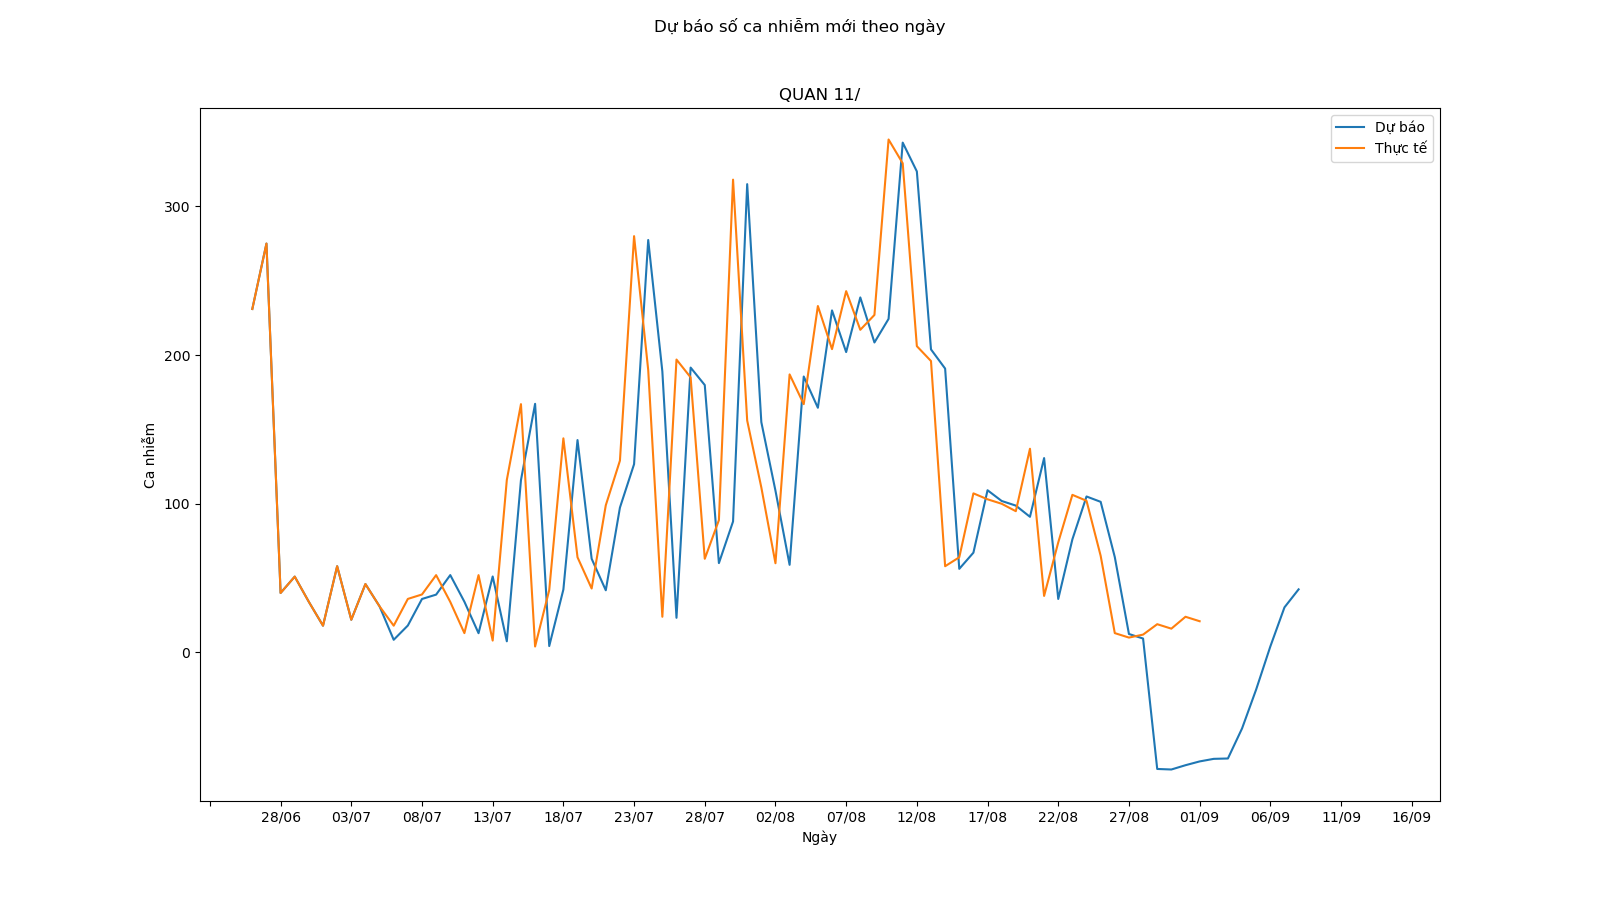 Dự báo số ca nhiễm mới theo ngày
QUAN 11/
Dự báo
Thực tế
Ca nhiễm
300
200
100
0
28/06 03/07 08/07 13/07 18/07 23/07 28/07 02/08 07/08 12/08 17/08 22/08 27/08 01/09 06/09 11/09 16/09
Ngày